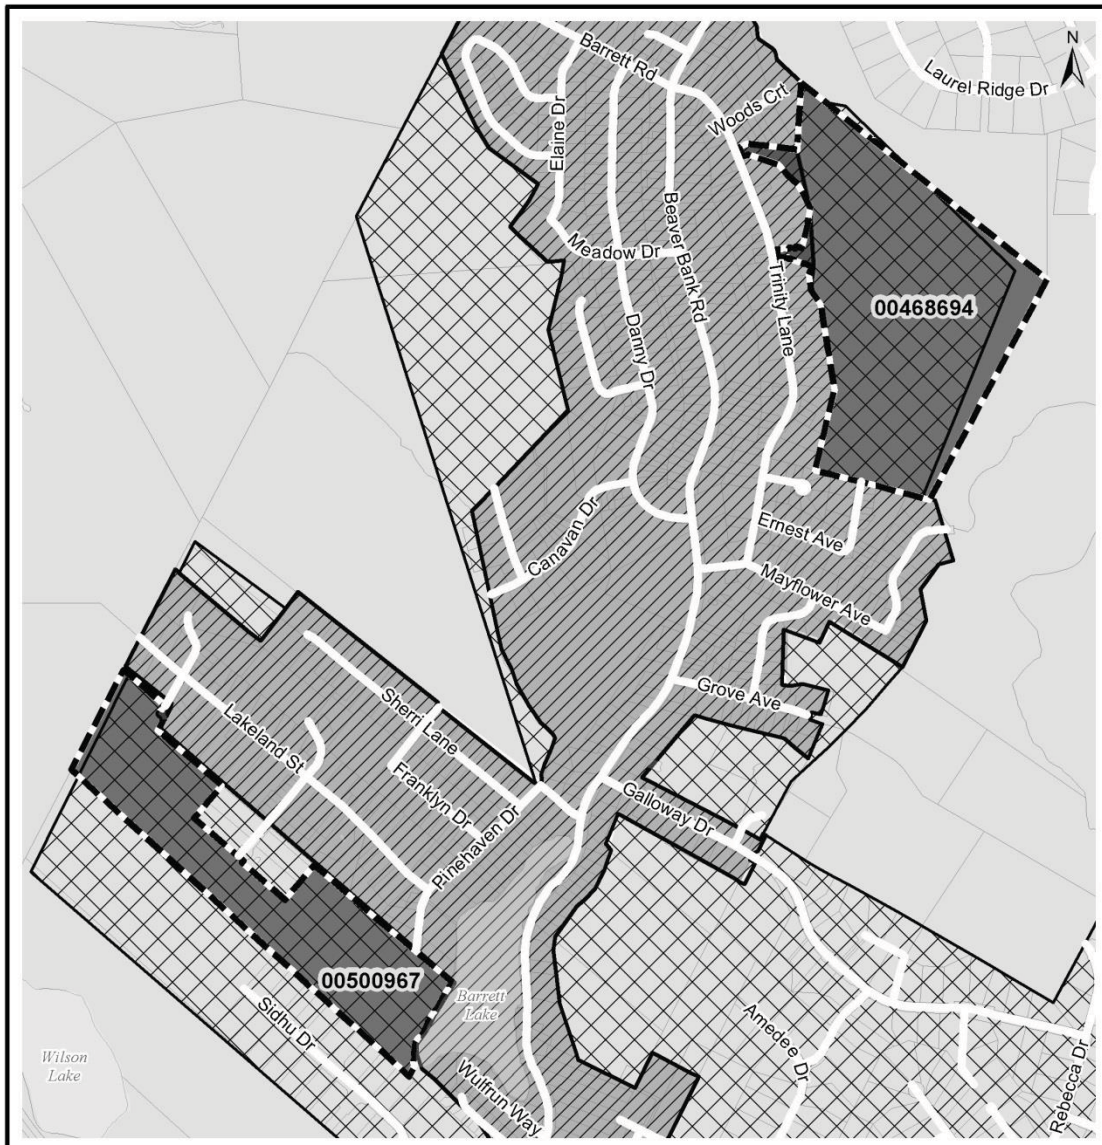 N
Barrett Rd
Laurel Ridge Dr
Woods Crt
Elaine Dr
Beaver Bank Rd
Meadow Dr
Trinity Lane
00468694
Danny Dr
Canavan Dr
Ernest Ave
Mayflower Ave
Grove Ave
Sherri Lane
Lakeland St
Franklyn Dr
Pinehaven Dr
Galloway Dr
00500967
Barrett
Lake
Sidhu Dr
Amedee Dr
Wilson
Lake
Wulfrun Way
Rebecca Dr